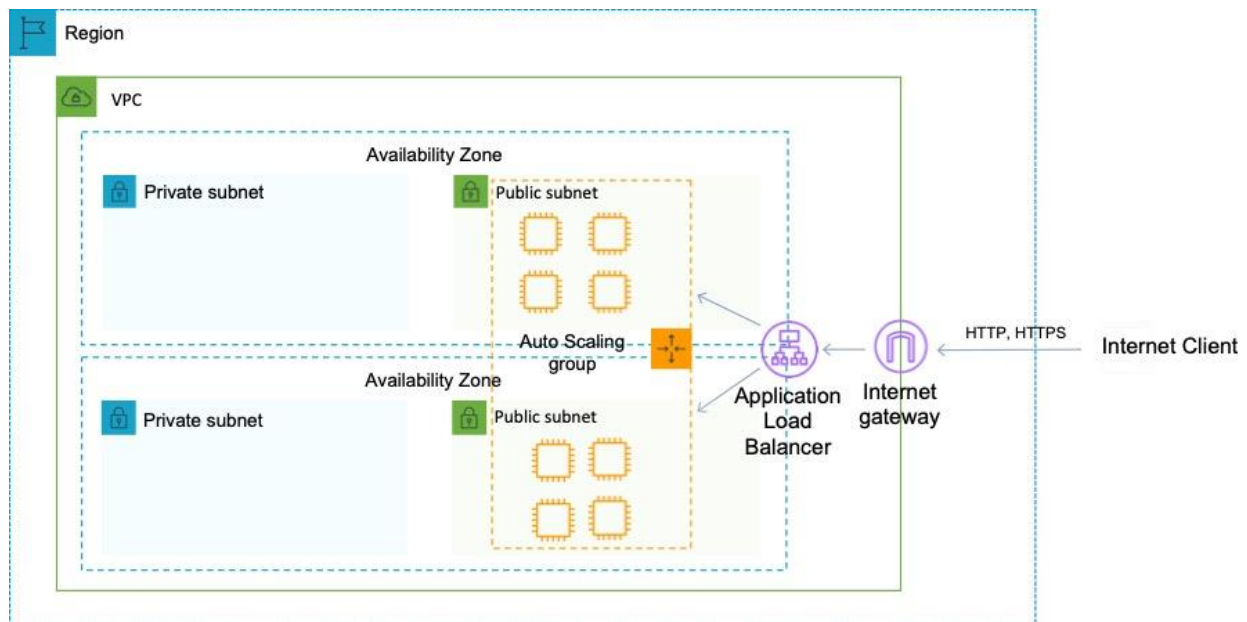 Region
VPC
Availability Zone
Private subnet
Public subnet
Auto Scaling
group
HTTP, HTTPS
Internet Client
Application
Load
Balancer
Internet
gateway
Availability Zone
Private subnet
Public subnet